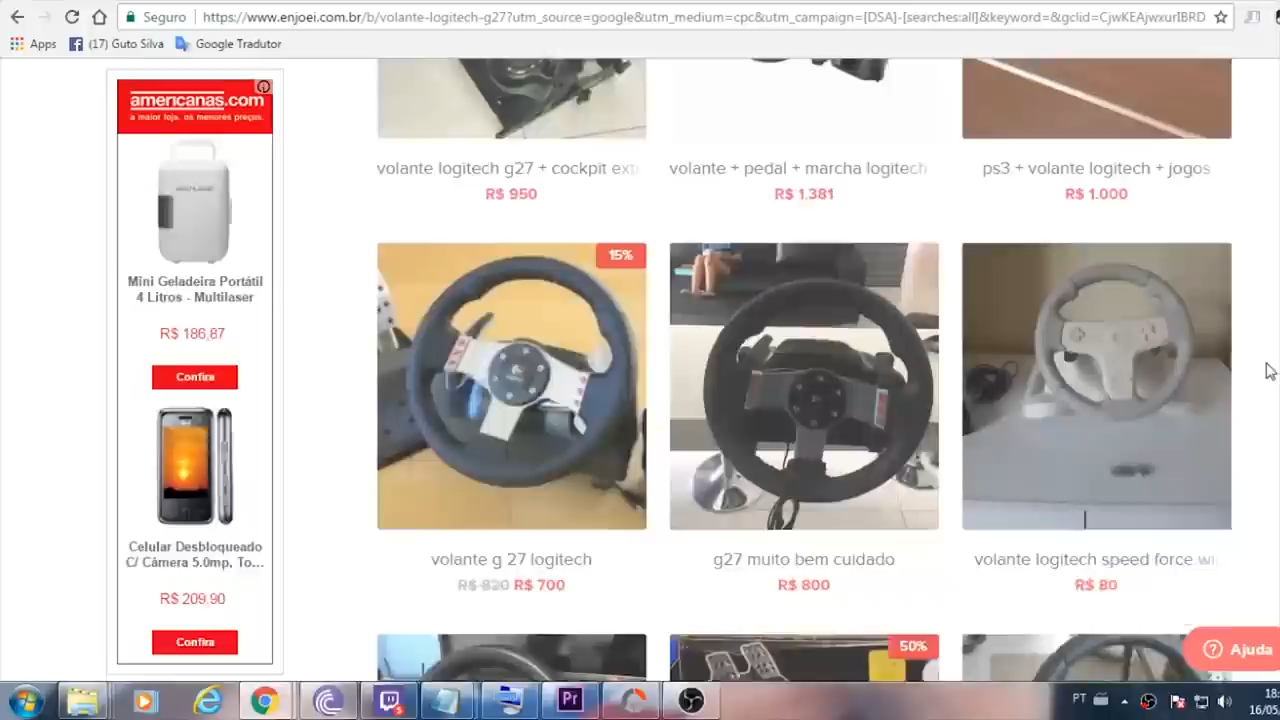 Seguro
https://www.enjoei.com.br/b/volante-logitech-g27?utm_source=google&utm_medium=cpc&utm_campaign=[DSA]-[searches:all]&keyword=&gclid=CjwKEAjwxurIBRD
Apps
(17) Guto Silva
Google Tradutor
americanas.com
a maior loja. os menores preços.
Mini Geladeira Portátil
4 Litros - Multilaser
R$ 186,87
Confira
Celular Desbloqueado
C/ Câmera 5.0mp, To...
R$ 209,90
Confira
volante logitech g27 + cockpit ext
volante + pedal + marcha logitech
ps3 + volante logitech + jogos
R$ 950
R$ 1.381
R$ 1.000
15%
volante g 27 logitech
g27 muito bem cuidado
volante logitech speed force wi
R$ 820 R$ 700
R$ 800
R$ 80
50%
Ajuda
Pr
PT
18:
16/05